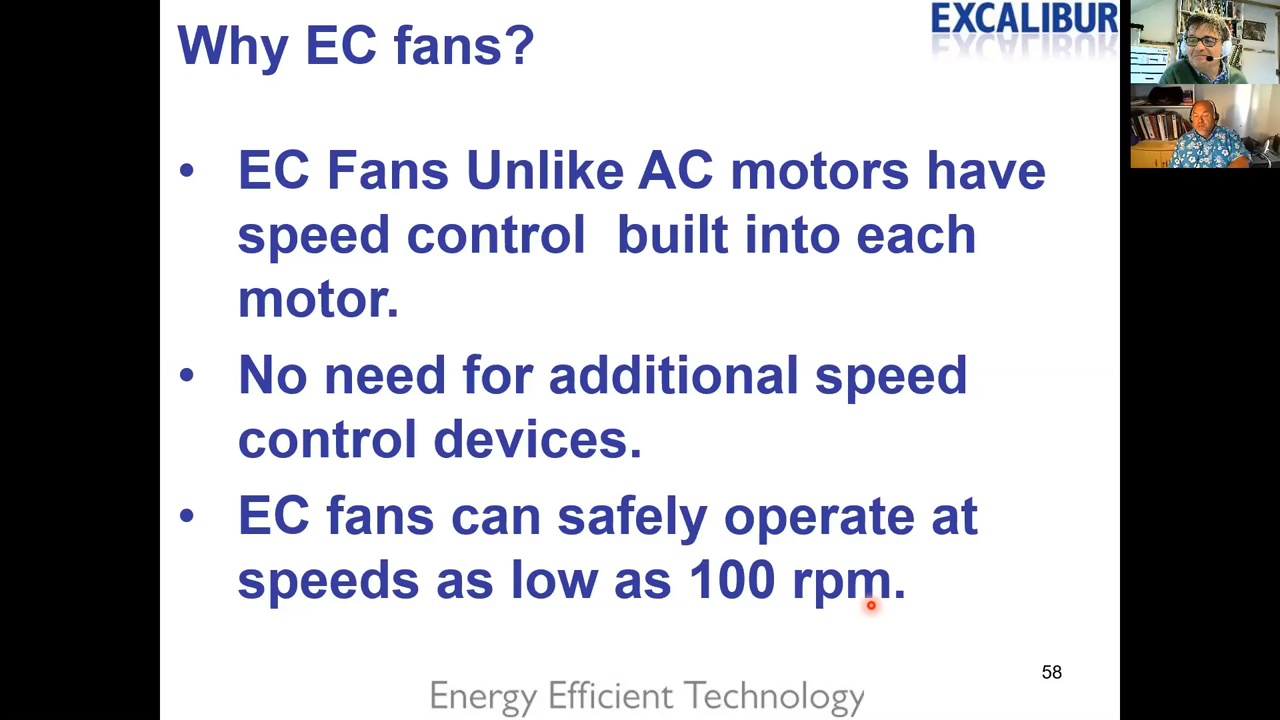 Why EC fans?
EXCALIBUR
• EC Fans Unlike AC motors have
speed control  built into each
motor.
• No need for additional speed
control devices.
• EC fans can safely operate at
speeds as low as 100 rpm.
58
Energy Efficient Technology